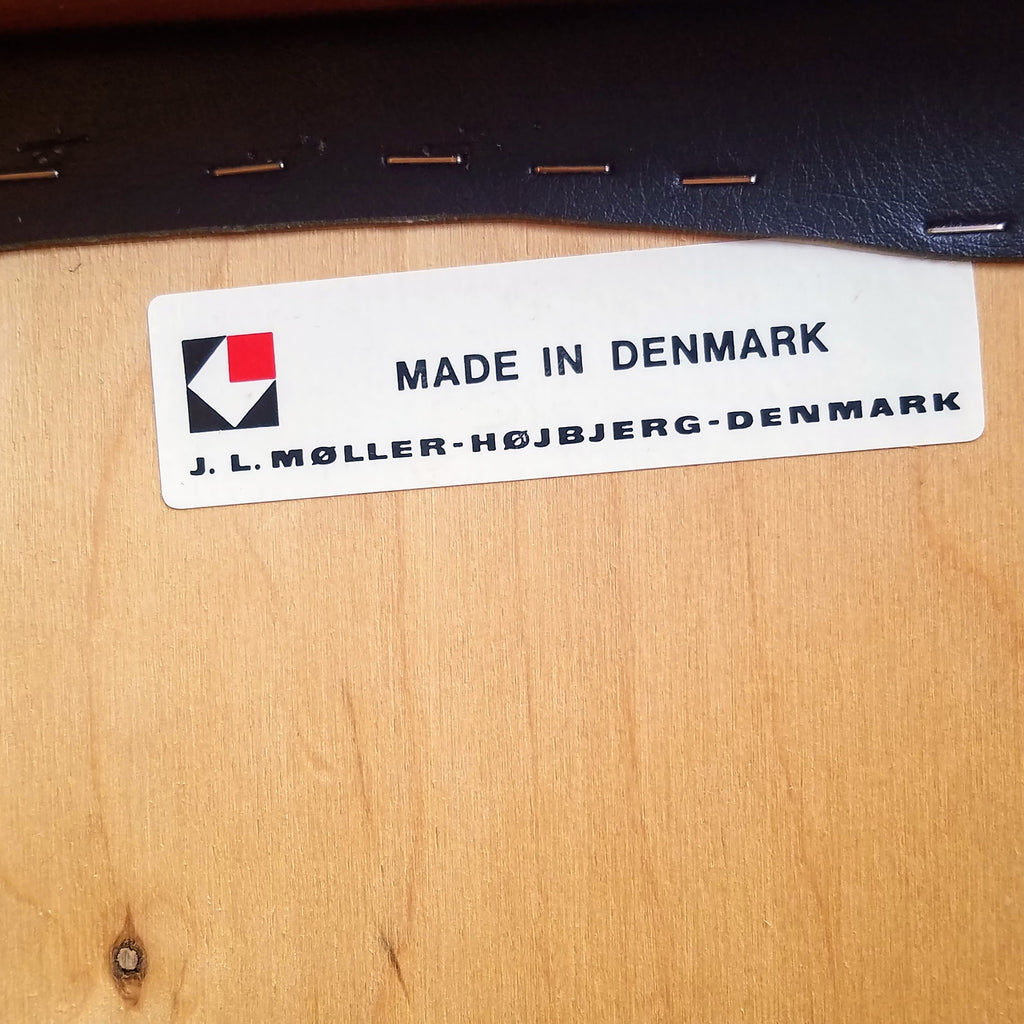 MADE IN DENMARK
J. L. MØLLER-HØJBJERG-DENMARK